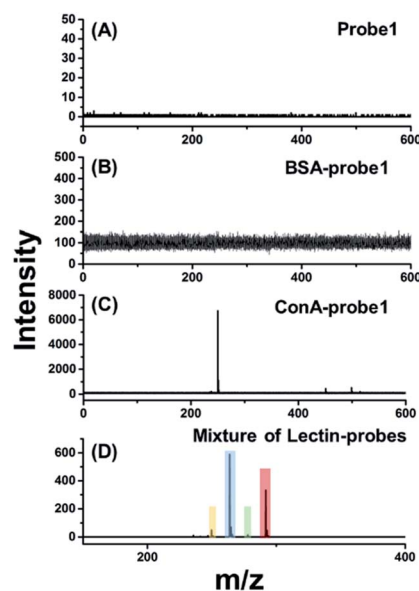 (A) Probe1
50
40
30
20
10
0
0 200 400 600
(B) BSA-probe1
500
400
300
200
100
0
0 200 400 600
Intensity
(C) ConA-probe1
8000
6000
4000
2000
0
0 200 400 600
Mixture of Lectin-probes
(D)
600
400
200
0
200 400
m/z